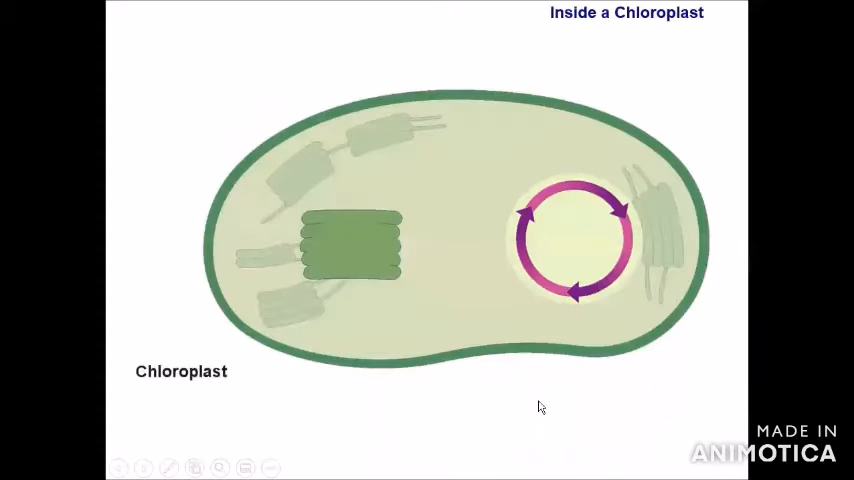 Inside a Chloroplast
Chloroplast
MADE IN
ANIMOTICA